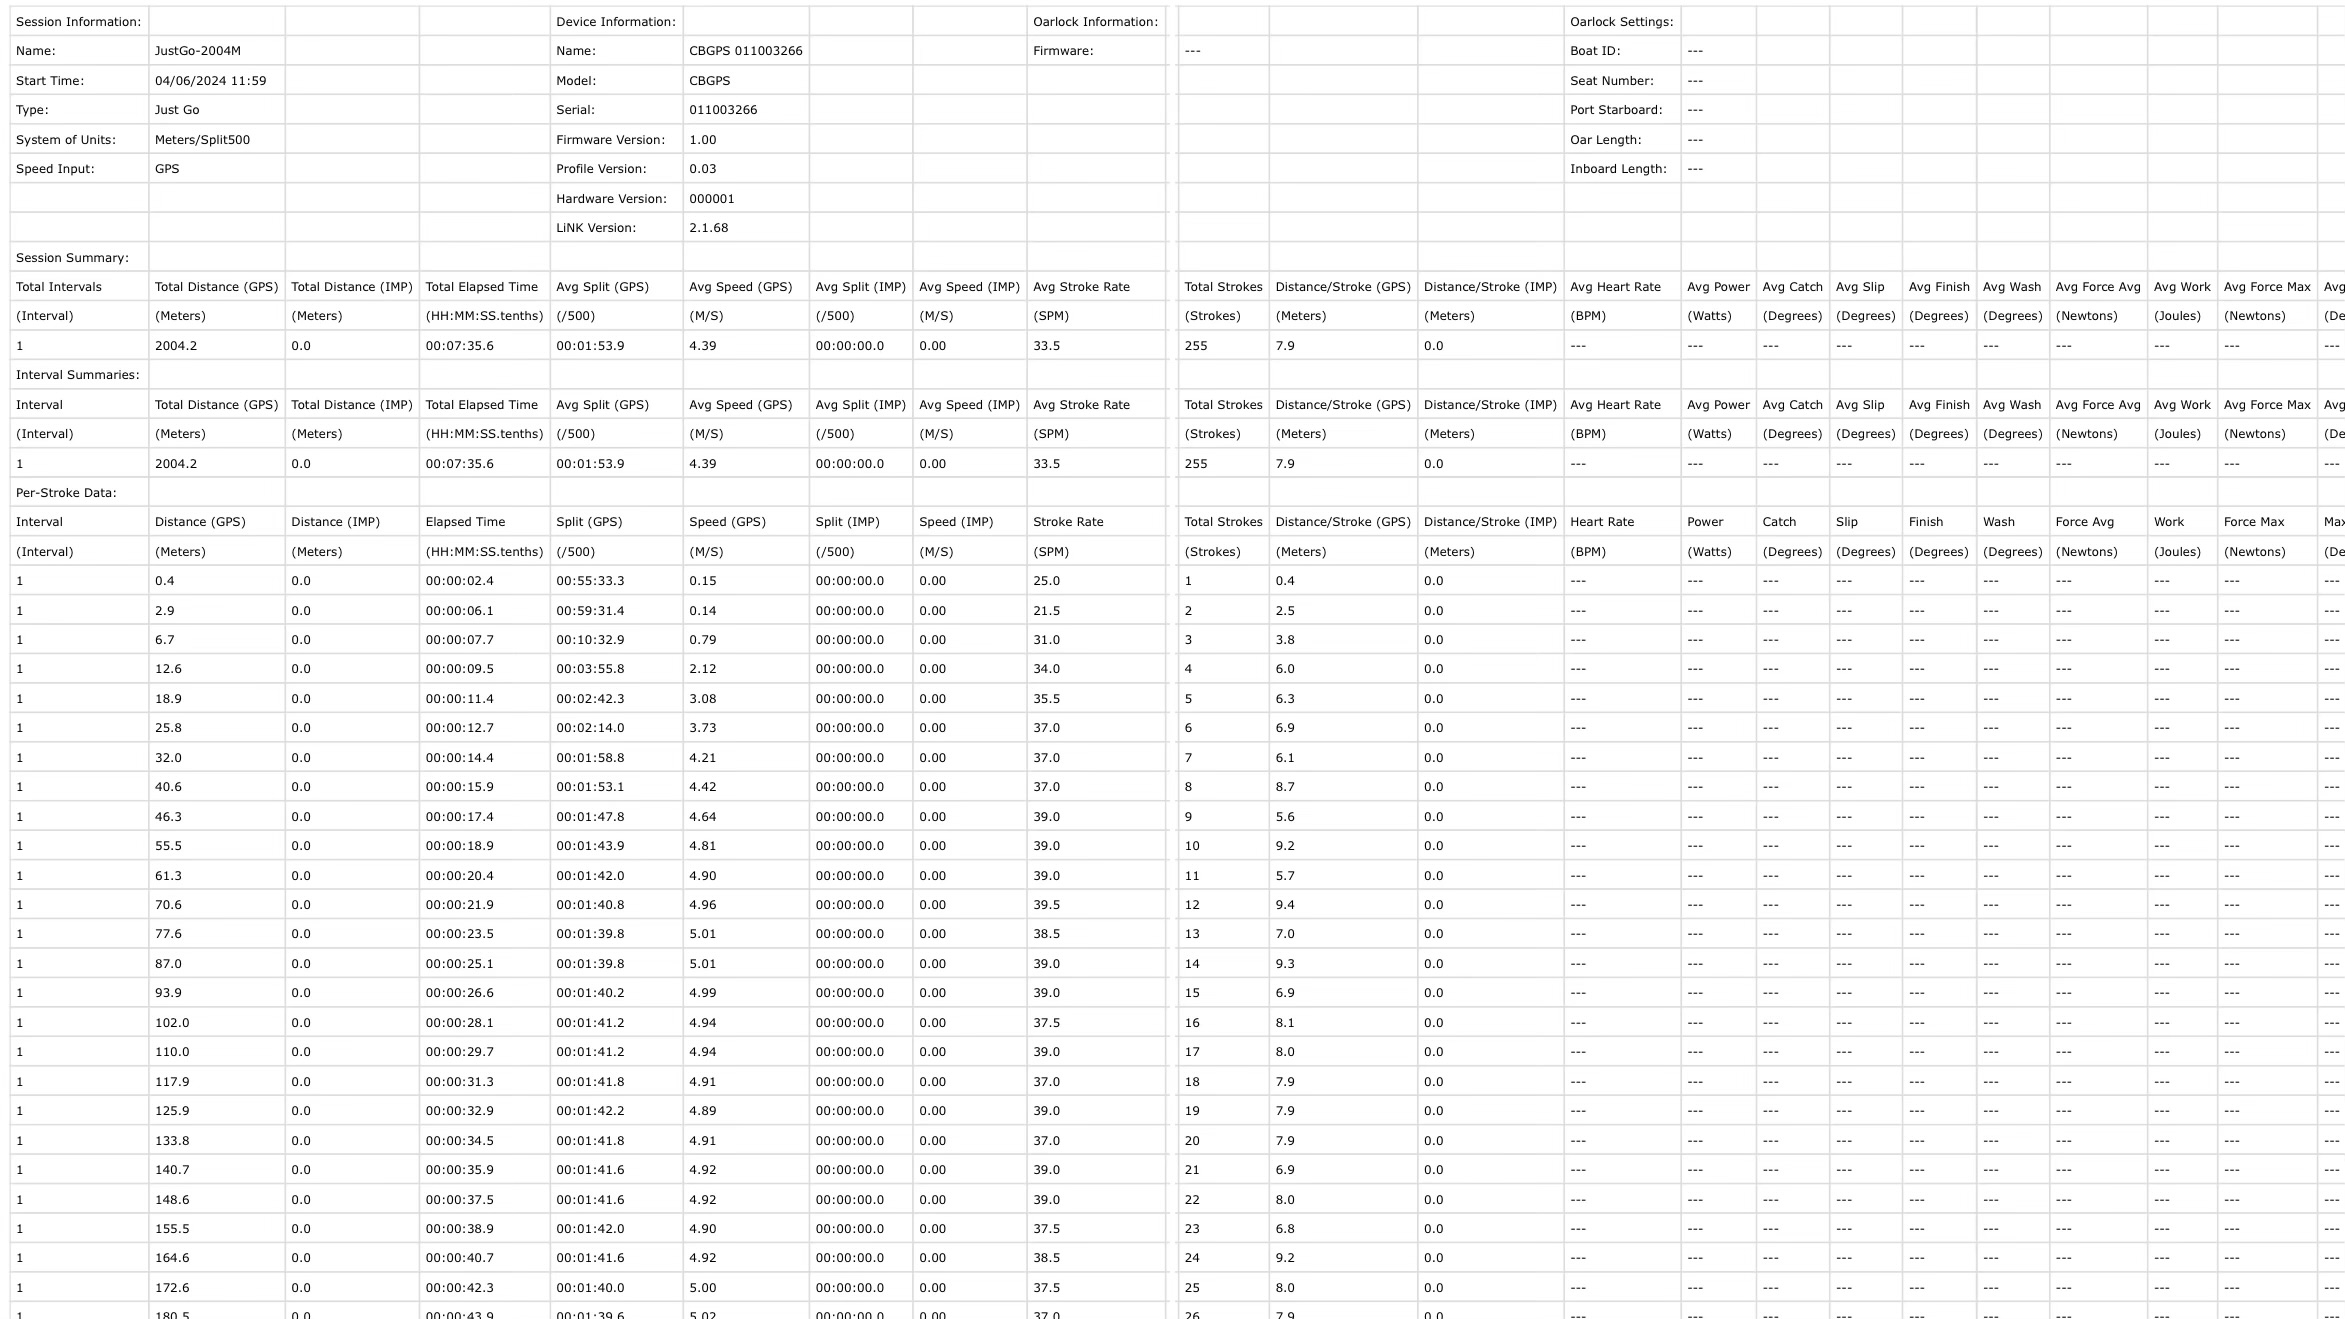 Session Information: Device Information: Oarlock Information: Oarlock Settings:
Name: JustGo-2004M Name: CBGPS 011003266 Firmware: --- Boat ID: ---
Start Time: 04/06/2024 11:59 Model: CBGPS Seat Number: ---
Type: Just Go Serial: 011003266 Port Starboard: ---
System of Units: Meters/Split500 Firmware Version: 1.00 Oar Length: ---
Speed Input: GPS Profile Version: 0.03 Inboard Length: ---
Hardware Version: 000001
LiNK Version: 2.1.68
Session Summary:
Total Intervals Total Distance (GPS) Total Distance (IMP) Total Elapsed Time Avg Split (GPS) Avg Speed (GPS) Avg Split (IMP) Avg Speed (IMP) Avg Stroke Rate Total Strokes Distance/Stroke (GPS) Distance/Stroke (IMP) Avg Heart Rate Avg Power Avg Catch Avg Slip Avg Finish Avg Wash Avg Force Avg Avg Work Avg Force Max Avg
(Interval) (Meters) (Meters) (HH:MM:SS.tenths) (/500) (M/S) (/500) (M/S) (SPM) (Strokes) (Meters) (Meters) (BPM) (Watts) (Degrees) (Degrees) (Degrees) (Degrees) (Newtons) (Joules) (Newtons) (De
1 2004.2 0.0 00:07:35.6 00:01:53.9 4.39 00:00:00.0 0.00 33.5 255 7.9 0.0 --- --- --- --- --- --- --- --- --- ---
Interval Summaries:
Interval Total Distance (GPS) Total Distance (IMP) Total Elapsed Time Avg Split (GPS) Avg Speed (GPS) Avg Split (IMP) Avg Speed (IMP) Avg Stroke Rate Total Strokes Distance/Stroke (GPS) Distance/Stroke (IMP) Avg Heart Rate Avg Power Avg Catch Avg Slip Avg Finish Avg Wash Avg Force Avg Avg Work Avg Force Max Avg
(Interval) (Meters) (Meters) (HH:MM:SS.tenths) (/500) (M/S) (/500) (M/S) (SPM) (Strokes) (Meters) (Meters) (BPM) (Watts) (Degrees) (Degrees) (Degrees) (Degrees) (Newtons) (Joules) (Newtons) (De
1 2004.2 0.0 00:07:35.6 00:01:53.9 4.39 00:00:00.0 0.00 33.5 255 7.9 0.0 --- --- --- --- --- --- --- --- --- ---
Per-Stroke Data:
Interval Distance (GPS) Distance (IMP) Elapsed Time Split (GPS) Speed (GPS) Split (IMP) Speed (IMP) Stroke Rate Total Strokes Distance/Stroke (GPS) Distance/Stroke (IMP) Heart Rate Power Catch Slip Finish Wash Force Avg Work Force Max Max
(Interval) (Meters) (Meters) (HH:MM:SS.tenths) (/500) (M/S) (/500) (M/S) (SPM) (Strokes) (Meters) (Meters) (BPM) (Watts) (Degrees) (Degrees) (Degrees) (Degrees) (Newtons) (Joules) (Newtons) (De
1 0.4 0.0 00:00:02.4 00:55:33.3 0.15 00:00:00.0 0.00 25.0 1 0.4 0.0 --- --- --- --- --- --- --- --- --- ---
1 2.9 0.0 00:00:06.1 00:59:31.4 0.14 00:00:00.0 0.00 21.5 2 2.5 0.0 --- --- --- --- --- --- --- --- --- ---
1 6.7 0.0 00:00:07.7 00:10:32.9 0.79 00:00:00.0 0.00 31.0 3 3.8 0.0 --- --- --- --- --- --- --- --- --- ---
1 12.6 0.0 00:00:09.5 00:03:55.8 2.12 00:00:00.0 0.00 34.0 4 6.0 0.0 --- --- --- --- --- --- --- --- --- ---
1 18.9 0.0 00:00:11.4 00:02:42.3 3.08 00:00:00.0 0.00 35.5 5 6.3 0.0 --- --- --- --- --- --- --- --- --- ---
1 25.8 0.0 00:00:12.7 00:02:14.0 3.73 00:00:00.0 0.00 37.0 6 6.9 0.0 --- --- --- --- --- --- --- --- --- ---
1 32.0 0.0 00:00:14.4 00:01:58.8 4.21 00:00:00.0 0.00 37.0 7 6.1 0.0 --- --- --- --- --- --- --- --- --- ---
1 40.6 0.0 00:00:15.9 00:01:53.1 4.42 00:00:00.0 0.00 37.0 8 8.7 0.0 --- --- --- --- --- --- --- --- --- ---
1 46.3 0.0 00:00:17.4 00:01:47.8 4.64 00:00:00.0 0.00 39.0 9 5.6 0.0 --- --- --- --- --- --- --- --- --- ---
1 55.5 0.0 00:00:18.9 00:01:43.9 4.81 00:00:00.0 0.00 39.0 10 9.2 0.0 --- --- --- --- --- --- --- --- --- ---
1 61.3 0.0 00:00:20.4 00:01:42.0 4.90 00:00:00.0 0.00 39.0 11 5.7 0.0 --- --- --- --- --- --- --- --- --- ---
1 70.6 0.0 00:00:21.9 00:01:40.8 4.96 00:00:00.0 0.00 39.5 12 9.4 0.0 --- --- --- --- --- --- --- --- --- ---
1 77.6 0.0 00:00:23.5 00:01:39.8 5.01 00:00:00.0 0.00 38.5 13 7.0 0.0 --- --- --- --- --- --- --- --- --- ---
1 87.0 0.0 00:00:25.1 00:01:39.8 5.01 00:00:00.0 0.00 39.0 14 9.3 0.0 --- --- --- --- --- --- --- --- --- ---
1 93.9 0.0 00:00:26.6 00:01:40.2 4.99 00:00:00.0 0.00 39.0 15 6.9 0.0 --- --- --- --- --- --- --- --- --- ---
1 102.0 0.0 00:00:28.1 00:01:41.2 4.94 00:00:00.0 0.00 37.5 16 8.1 0.0 --- --- --- --- --- --- --- --- --- ---
1 110.0 0.0 00:00:29.7 00:01:41.2 4.94 00:00:00.0 0.00 39.0 17 8.0 0.0 --- --- --- --- --- --- --- --- --- ---
1 117.9 0.0 00:00:31.3 00:01:41.8 4.91 00:00:00.0 0.00 37.0 18 7.9 0.0 --- --- --- --- --- --- --- --- --- ---
1 125.9 0.0 00:00:32.9 00:01:42.2 4.89 00:00:00.0 0.00 39.0 19 7.9 0.0 --- --- --- --- --- --- --- --- --- ---
1 133.8 0.0 00:00:34.5 00:01:41.8 4.91 00:00:00.0 0.00 37.0 20 7.9 0.0 --- --- --- --- --- --- --- --- --- ---
1 140.7 0.0 00:00:35.9 00:01:41.6 4.92 00:00:00.0 0.00 39.0 21 6.9 0.0 --- --- --- --- --- --- --- --- --- ---
1 148.6 0.0 00:00:37.5 00:01:41.6 4.92 00:00:00.0 0.00 39.0 22 8.0 0.0 --- --- --- --- --- --- --- --- --- ---
1 155.5 0.0 00:00:38.9 00:01:42.0 4.90 00:00:00.0 0.00 37.5 23 6.8 0.0 --- --- --- --- --- --- --- --- --- ---
1 164.6 0.0 00:00:40.7 00:01:41.6 4.92 00:00:00.0 0.00 38.5 24 9.2 0.0 --- --- --- --- --- --- --- --- --- ---
1 172.6 0.0 00:00:42.3 00:01:40.0 5.00 00:00:00.0 0.00 37.5 25 8.0 0.0 --- --- --- --- --- --- --- --- --- ---
1 180.5 0.0 00:00:43.9 00:01:39.6 5.02 00:00:00.0 0.00 37.0 26 7.9 0.0 --- --- --- --- --- --- --- --- --- ---